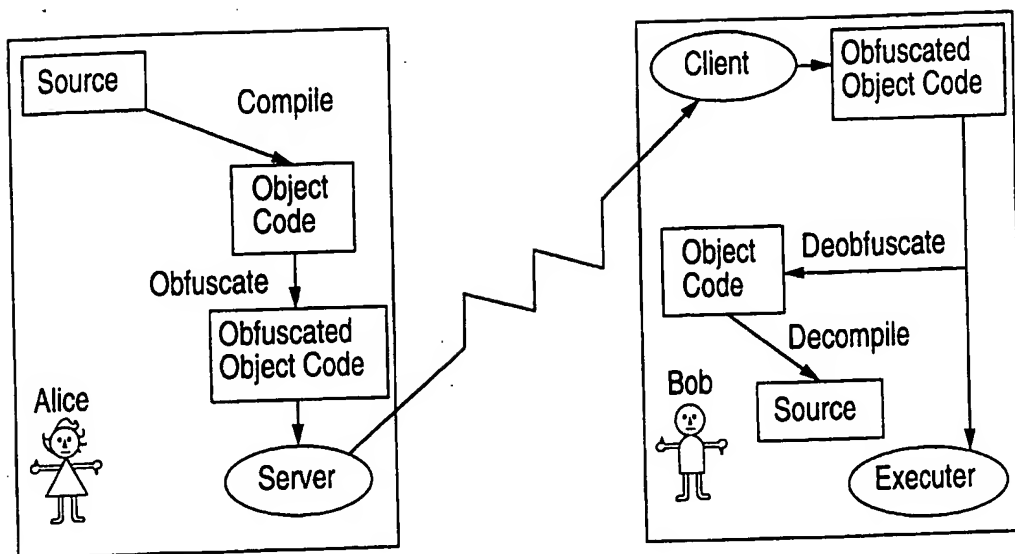 Source
Compile
Object
Code
Obfuscate
Obfuscated
Object Code
Alice
Server
Client
Obfuscated
Object Code
Deobfuscate
Object
Code
Decompile
Bob
Source
Executer